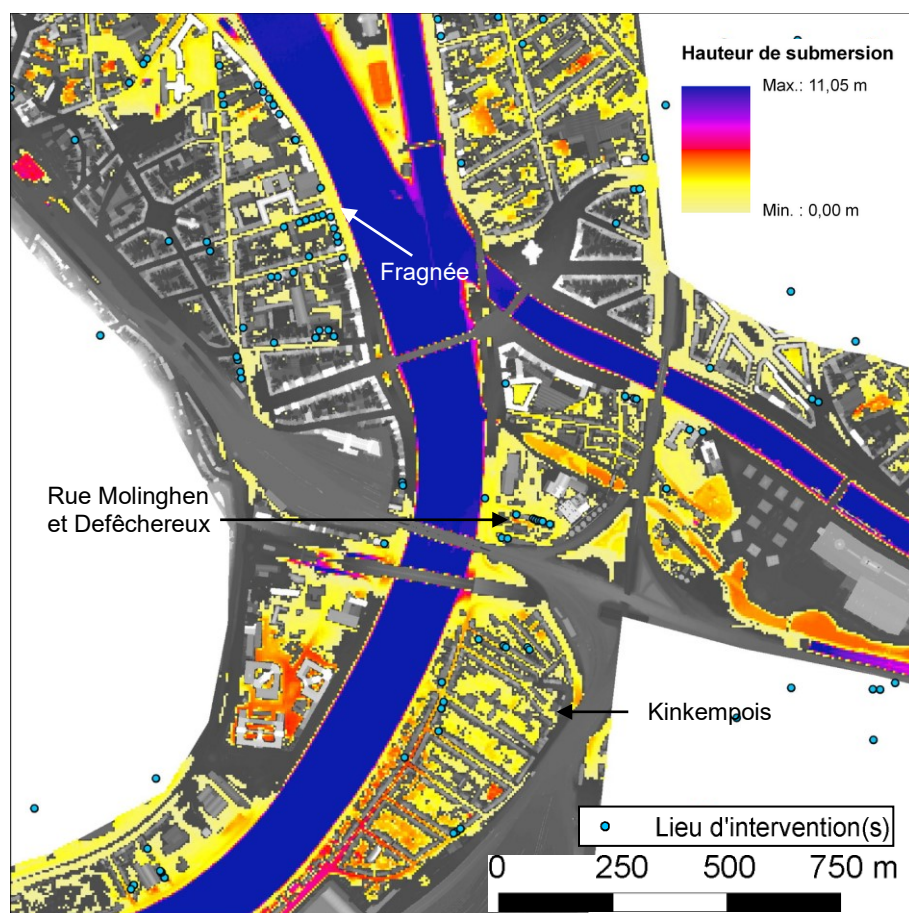 Hauteur de submersion
Max.: 11,05 m
Min. : 0,00 m
Fragnée
Rue Molinghen
et Defêchereux
Kinkempois
Lieu d'intervention(s)
0 250 500 750 m